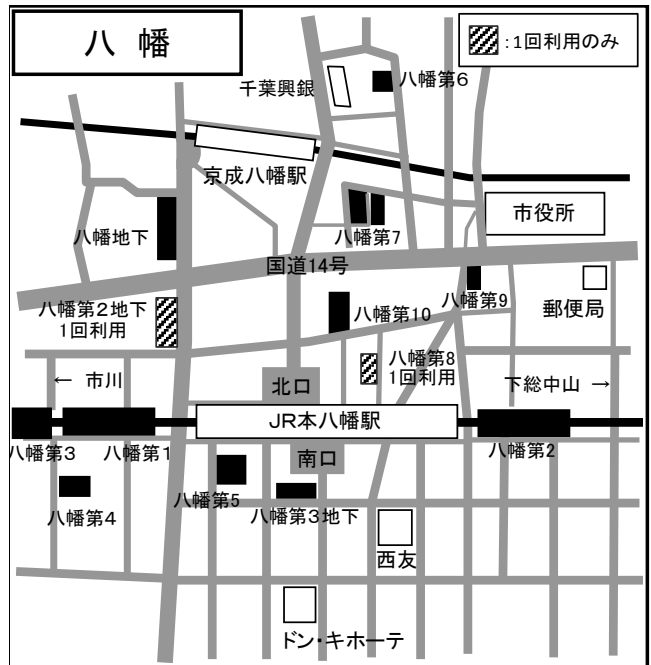 八 幡
:1回利用のみ
千葉興銀
八幡第6
京成八幡駅
市役所
八幡地下
八幡第7
国道14号
八幡第2地下
1回利用
八幡第10
八幡第9
郵便局
八幡第8
1回利用
← 市川
北口
下総中山 →
JR本八幡駅
八幡第3
八幡第1
南口
八幡第2
八幡第5
八幡第4
八幡第3地下
西友
ドン・キホーテ